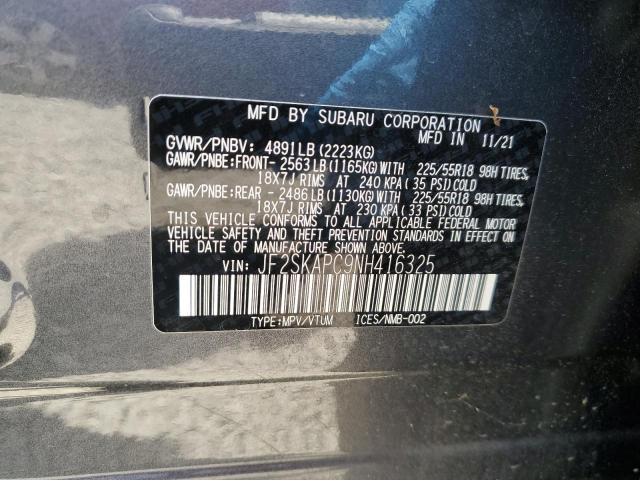 MFD BY SUBARU CORPORATION
MFD IN 11/21
GVWR/PNBV: 4891LB(2223KG)
GAWR/PNBE:FRONT- 2563LB(1165KG)WITH 225/55R18 98H TIRES,
18X7J RIMS AT 240 KPA(35 PSI)COLD
GAWR/PNBE:REAR - 2486LB(1130KG)WITH 225/55R18 98H TIRES,
18X7J RIMS AT 230 KPA(33 PSI)COLD
THIS VEHICLE CONFORMS TO ALL APPLICABLE FEDERAL MOTOR
VEHICLE SAFETY AND THEFT PREVENTION STANDARDS IN EFFECT ON
THE DATE OF MANUFACTURE SHOWN ABOVE.
VIN: JF2SKAPC9NH416325
TYPE:MPV/VTUM ICES/NMB-002